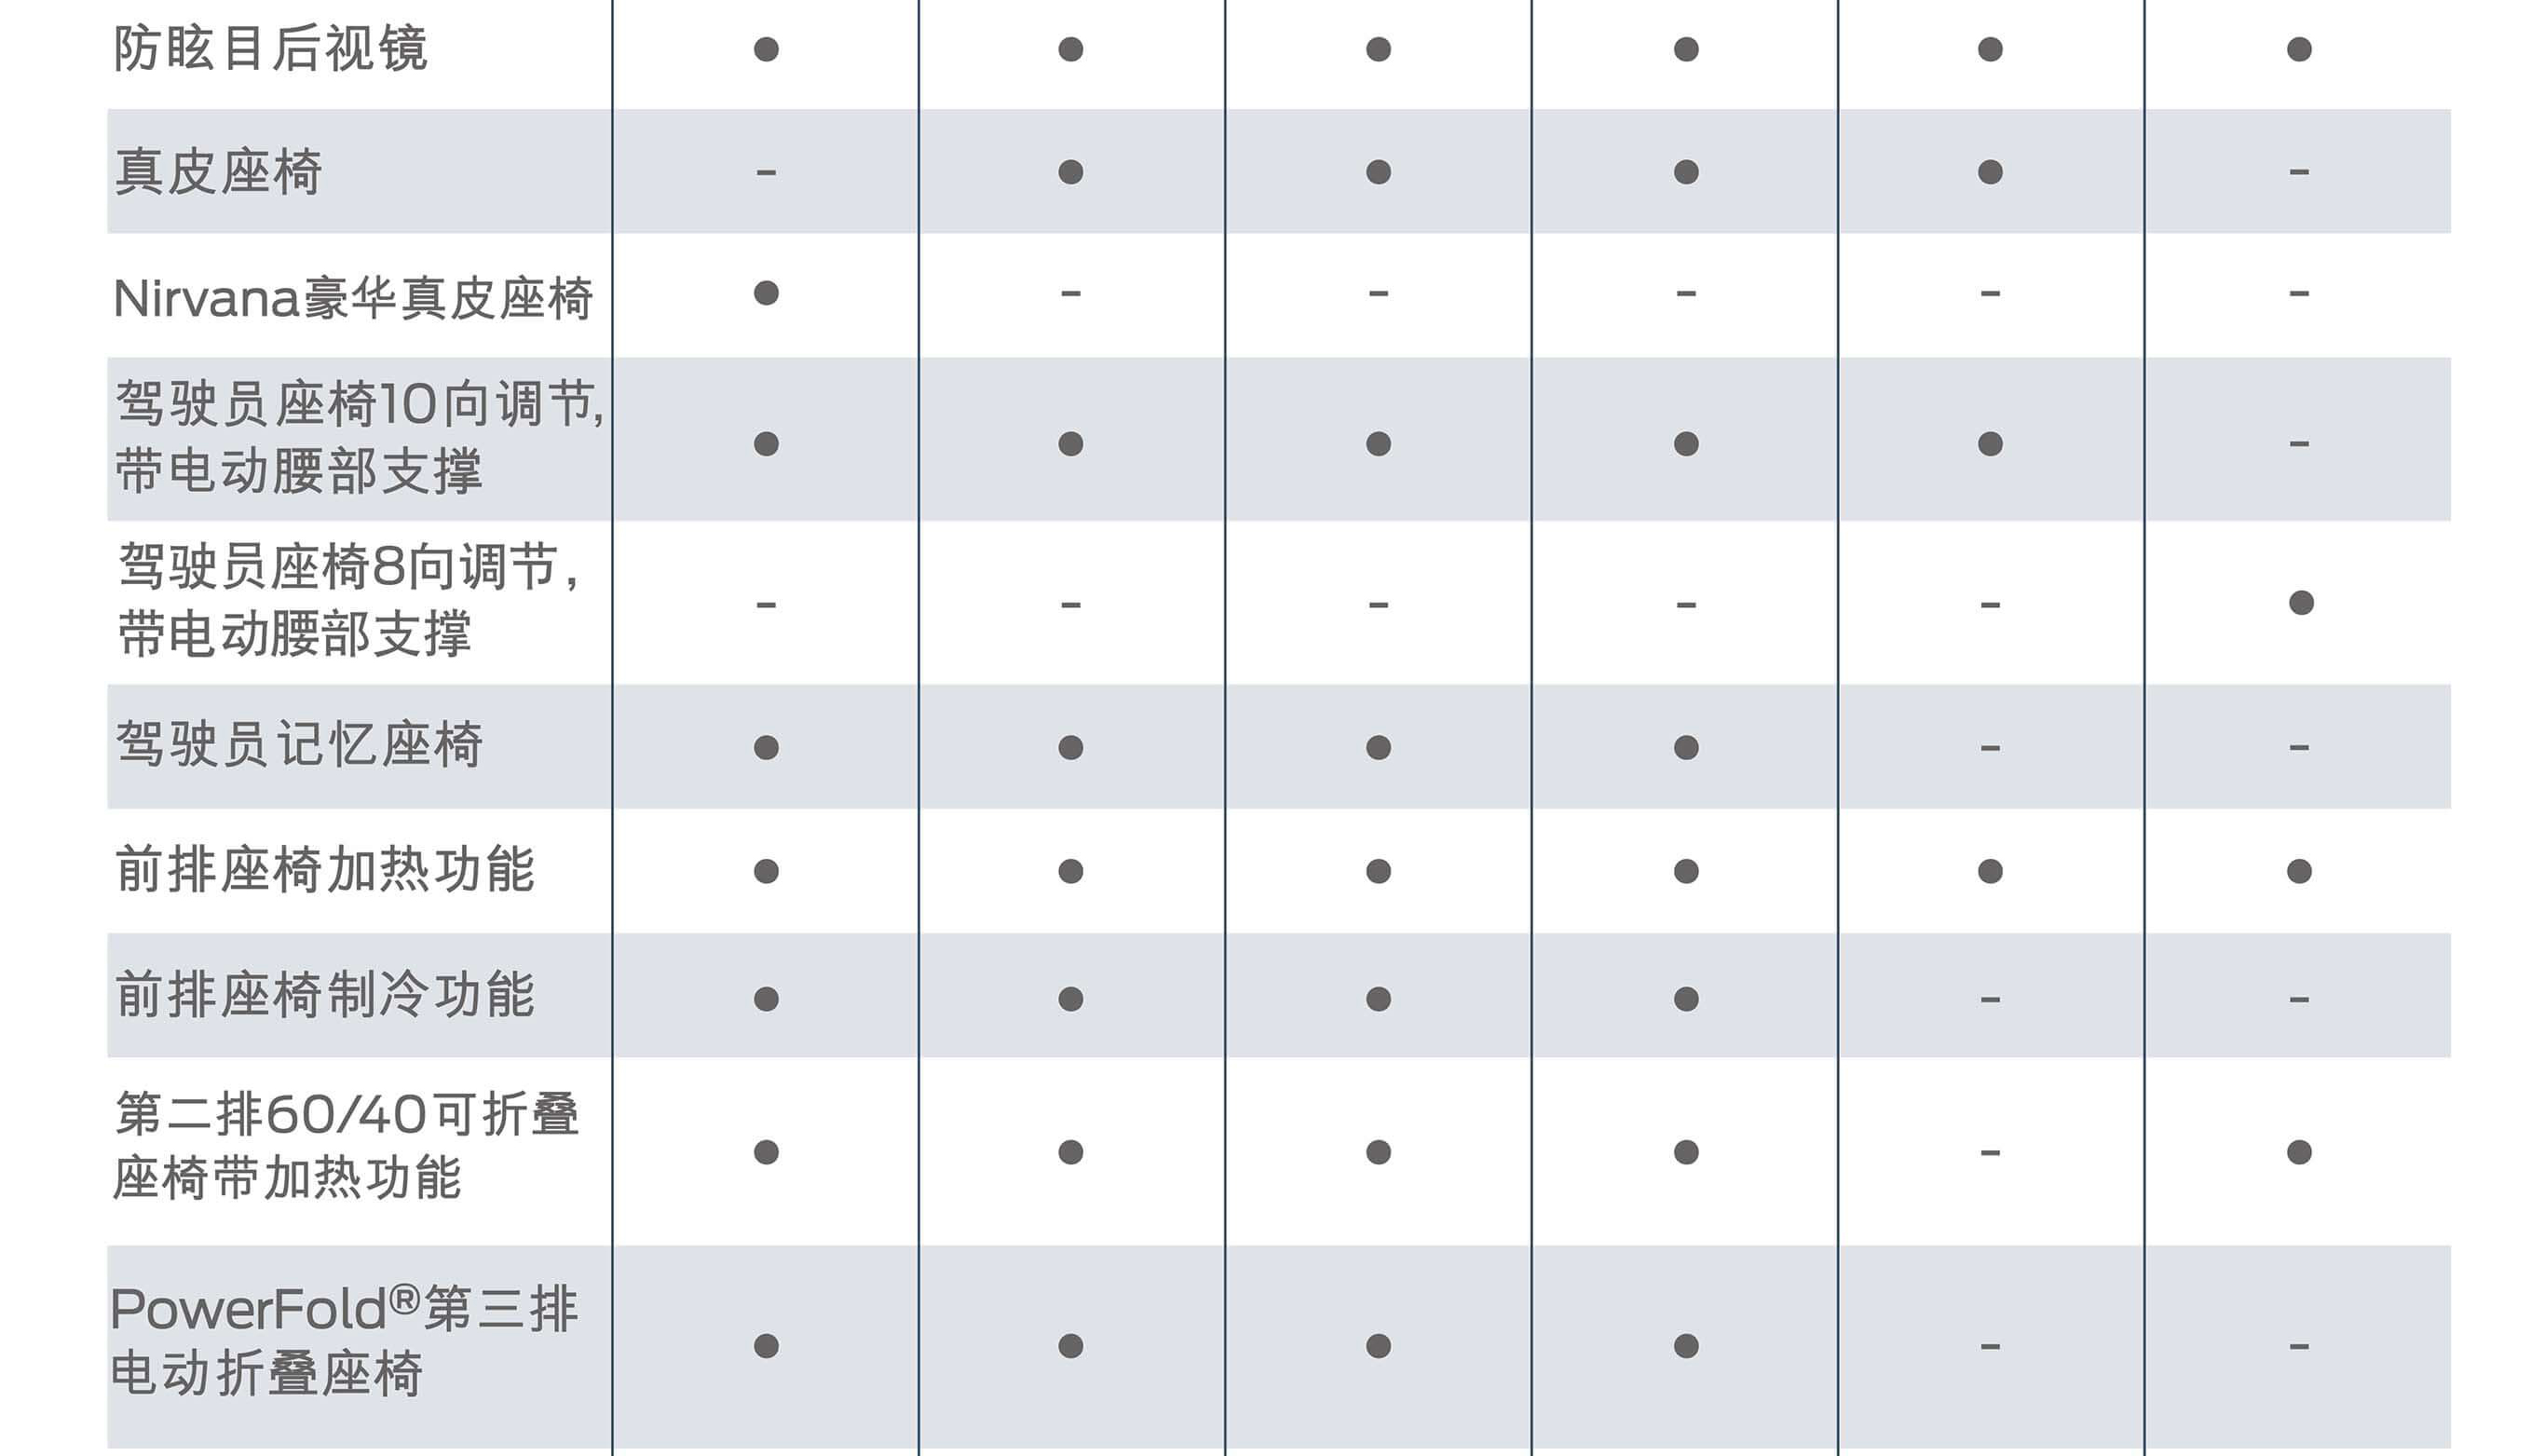 防眩目后视镜 ● ● ● ● ● ●
真皮座椅 - ● ● ● ● -
Nirvana豪华真皮座椅 ● - - - - -
驾驶员座椅10向调节,
带电动腰部支撑 ● ● ● ● ● -
驾驶员座椅8向调节,
带电动腰部支撑 - - - - - ●
驾驶员记忆座椅 ● ● ● ● - -
前排座椅加热功能 ● ● ● ● ● ●
前排座椅制冷功能 ● ● ● ● - -
第二排60/40可折叠
座椅带加热功能 ● ● ● ● - ●
PowerFold®第三排
电动折叠座椅 ● ● ● ● - -